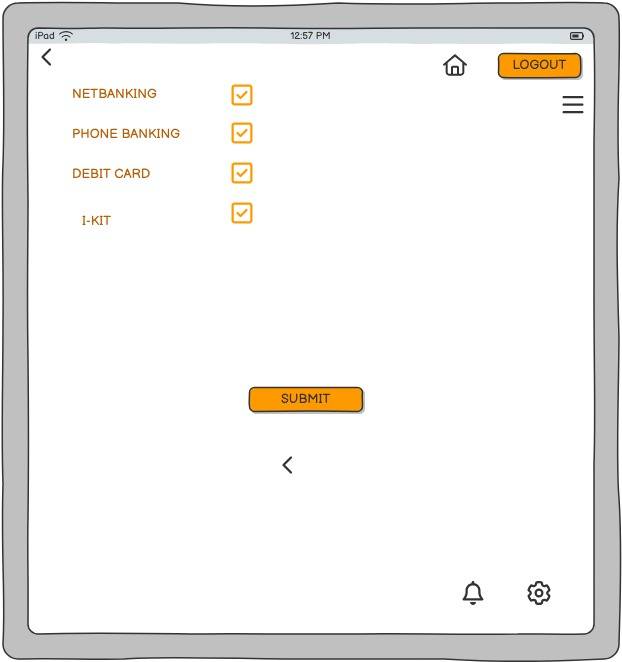 iPad 12:57 PM
LOGOUT
NETBANKING
PHONE BANKING
DEBIT CARD
I-KIT
SUBMIT